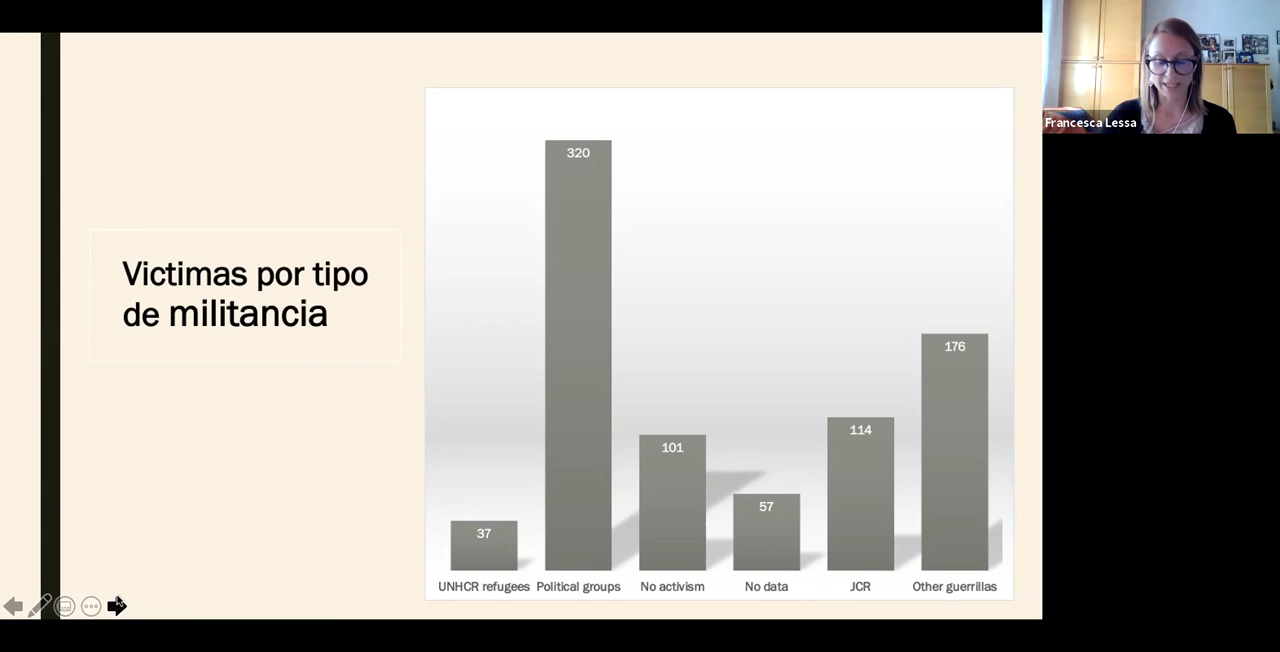 Francesca Lessa
Victimas por tipo
de militancia
320
176
114
101
57
37
UNHCR refugees
Political groups
No activism
No data
JCR
Other guerrillas